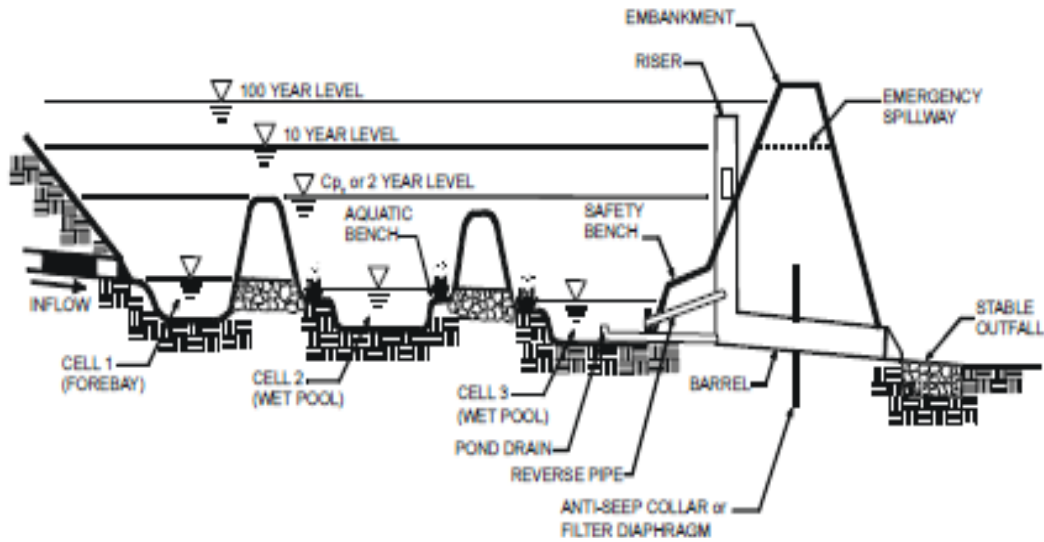 EMBANKMENT
RISER
100 YEAR LEVEL
EMERGENCY
SPILLWAY
10 YEAR LEVEL
Cpv or 2 YEAR LEVEL
AQUATIC
BENCH
SAFETY
BENCH
INFLOW
STABLE
OUTFALL
CELL 1
(FOREBAY)
CELL 2
(WET POOL)
CELL 3
(WET POOL)
BARREL
POND DRAIN
REVERSE PIPE
ANTI-SEEP COLLAR or
FILTER DIAPHRAGM